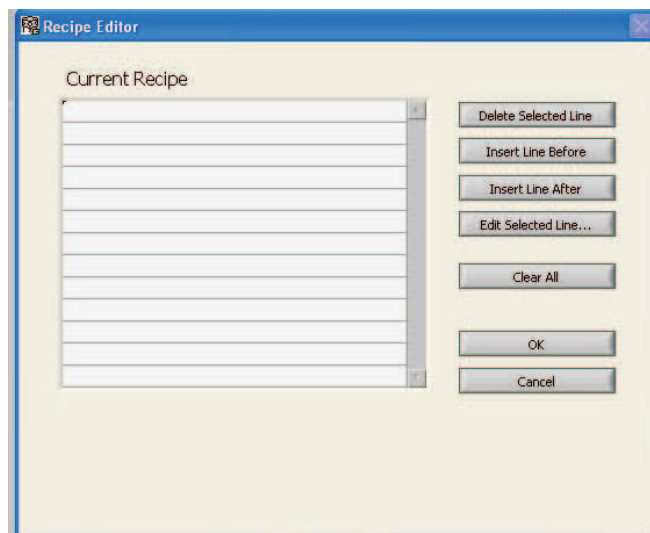 Recipe Editor
Current Recipe
Delete Selected Line
Insert Line Before
Insert Line After
Edit Selected Line...
Clear All
OK
Cancel